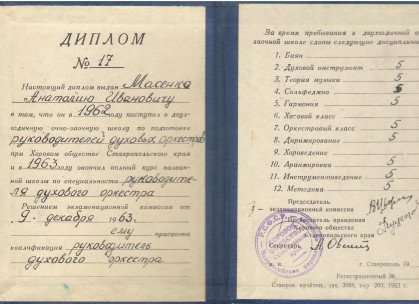 ДИПЛОМ
№ 17
Настоящий диплом выдан Масенко
Анатолию Ивановичу
в том, что он в 1962 году поступил в двух-
годичную очно-заочную школу по подготовке
руководителей духовых оркестров
при Хоровом обществе Ставропольского края
и в 1963 году окончил полный курс назван-
ной школы по специальности руководите-
ля духового оркестра
Решением экзаменационной комиссии от
9 декабря 1963 г.
ему присвоена
квалификация руководитель
духового оркестра
За время пребывания в двухгодичной
заочной школе сданы следующие дисциплины
1. Баян
2. Духовой инструмент 5
3. Теория музыки 5
4. Сольфеджио 5
5. Гармония 5
6. Хоровой класс
7. Оркестровый класс 5
8. Дирижирование 5
9. Хороведение
10. Аранжировка 5
11. Инструментоведение 5
12. Методика 5
Председатель
экзаменационной комиссии
Председатель правления
Хорового общества
Ставропольского края
Секретарь
г. Ставрополь 19
Регистрационный №